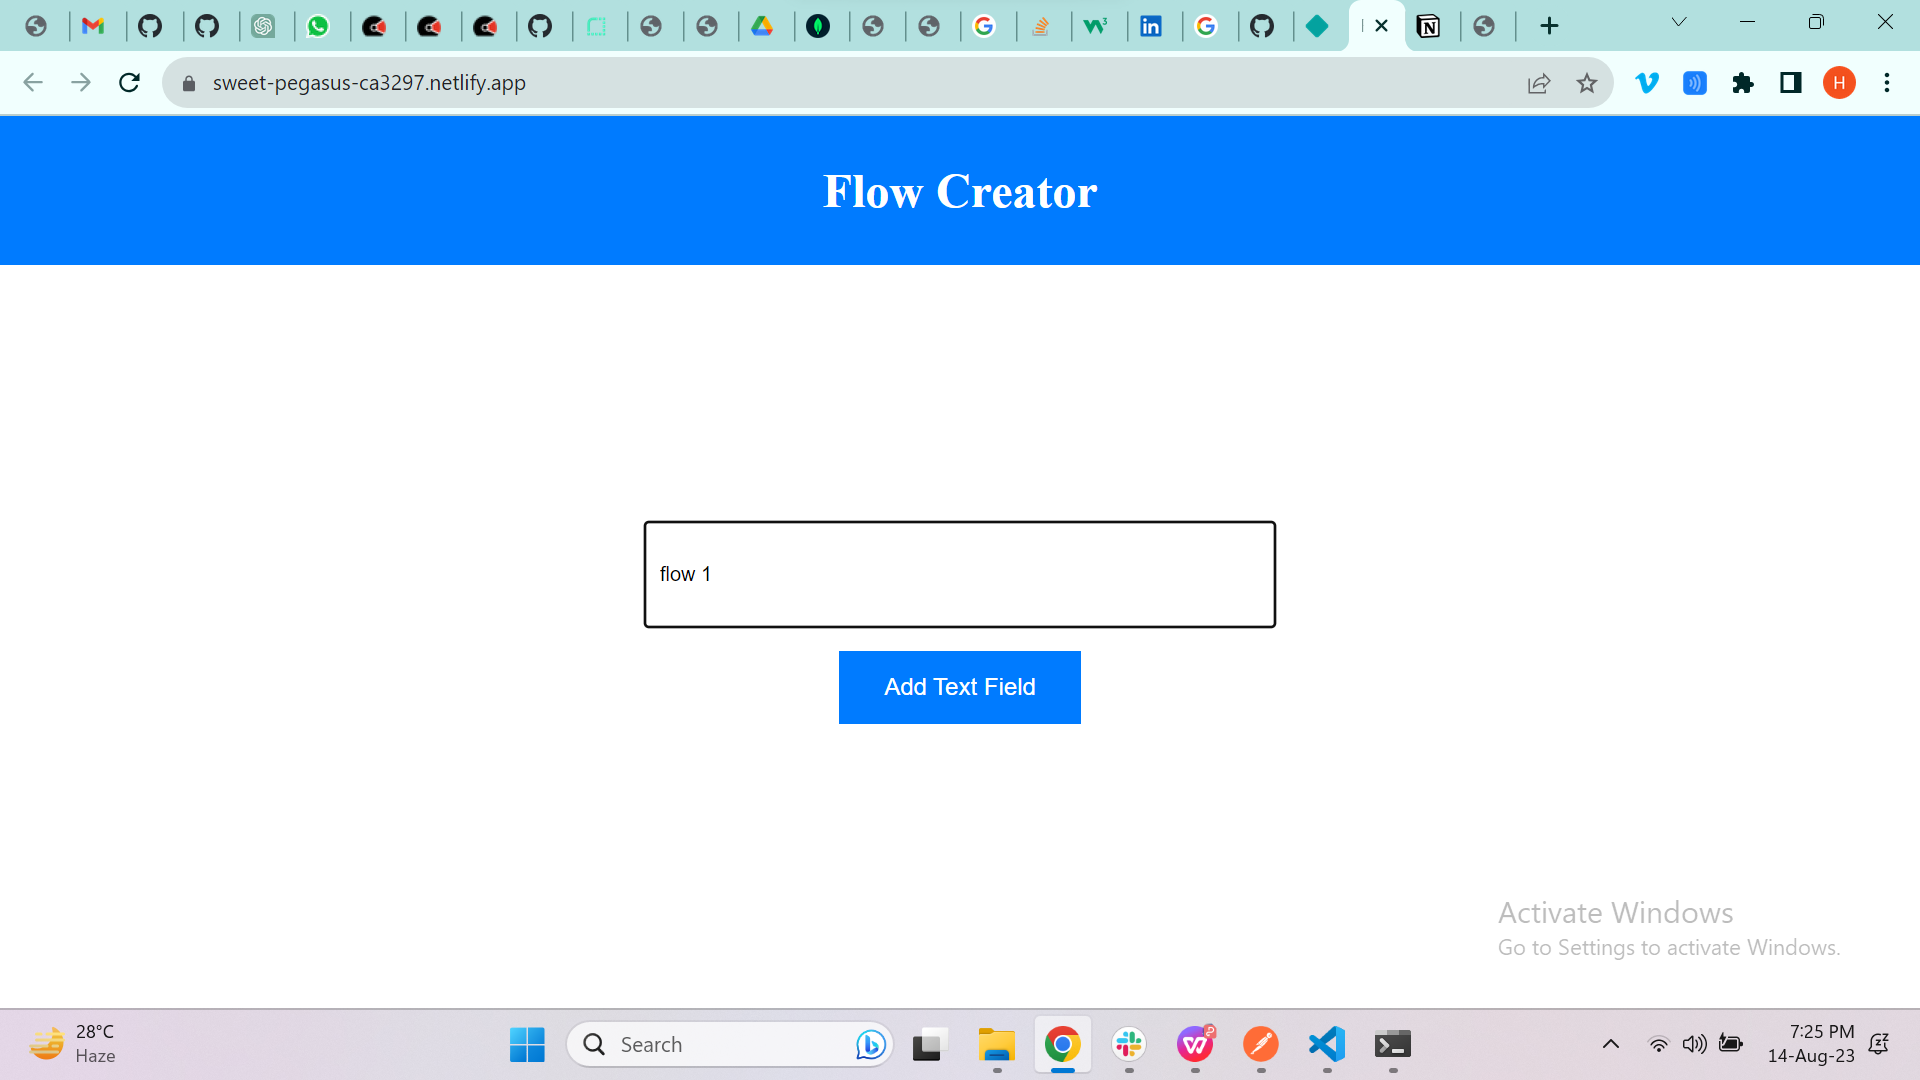 sweet-pegasus-ca3297.netlify.app
H
Flow Creator
flow 1
Add Text Field
Activate Windows
Go to Settings to activate Windows.
28°C
Haze
Search
7:25 PM
14-Aug-23